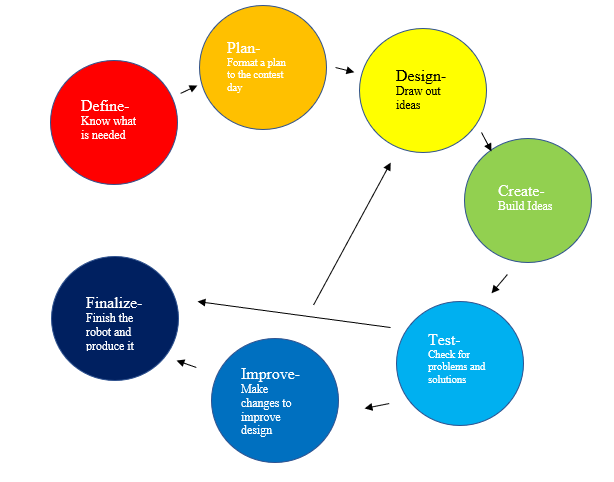 Define-
Know what
is needed
Plan-
Format a plan
to the contest
day
Design-
Draw out
ideas
Create-
Build Ideas
Test-
Check for
problems and
solutions
Improve-
Make
changes to
improve
design
Finalize-
Finish the
robot and
produce it